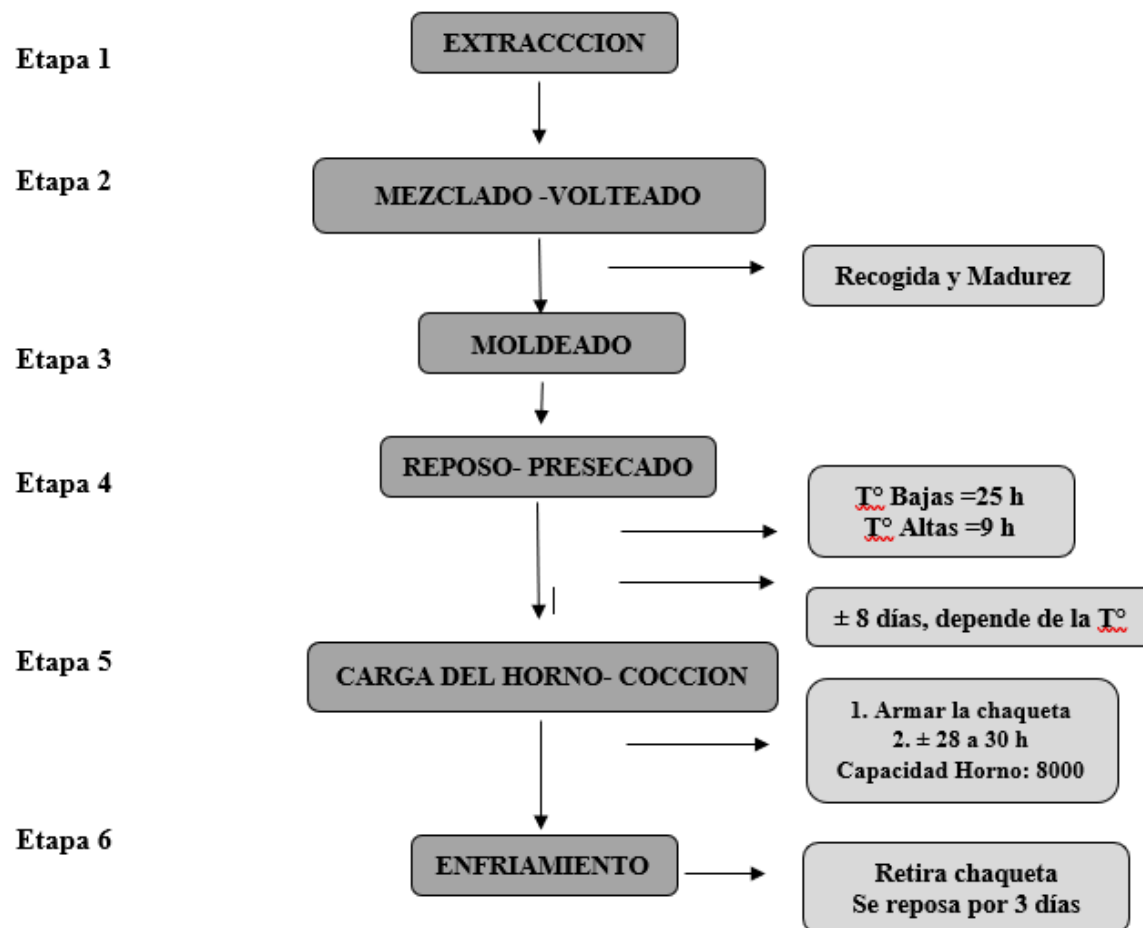 Etapa 1
EXTRACCCION
Etapa 2
MEZCLADO -VOLTEADO
Recogida y Madurez
Etapa 3
MOLDEADO
Etapa 4
REPOSO- PRESECADO
T° Bajas =25 h
T° Altas =9 h
± 8 días, depende de la T°
Etapa 5
CARGA DEL HORNO- COCCION
1. Armar la chaqueta
2. ± 28 a 30 h
Capacidad Horno: 8000
Etapa 6
ENFRIAMIENTO
Retira chaqueta
Se reposa por 3 días